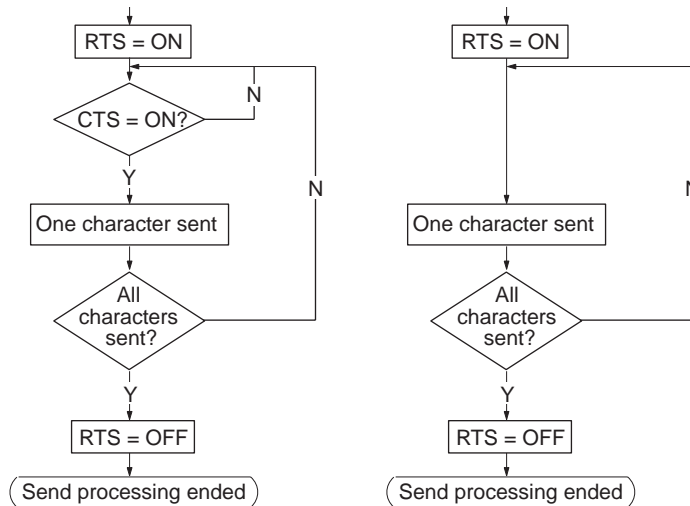 RTS = ON
CTS = ON?
N
Y
N
One character sent
All
characters
sent?
Y
RTS = OFF
Send processing ended
RTS = ON
One character sent
N
All
characters
sent?
Y
RTS = OFF
Send processing ended